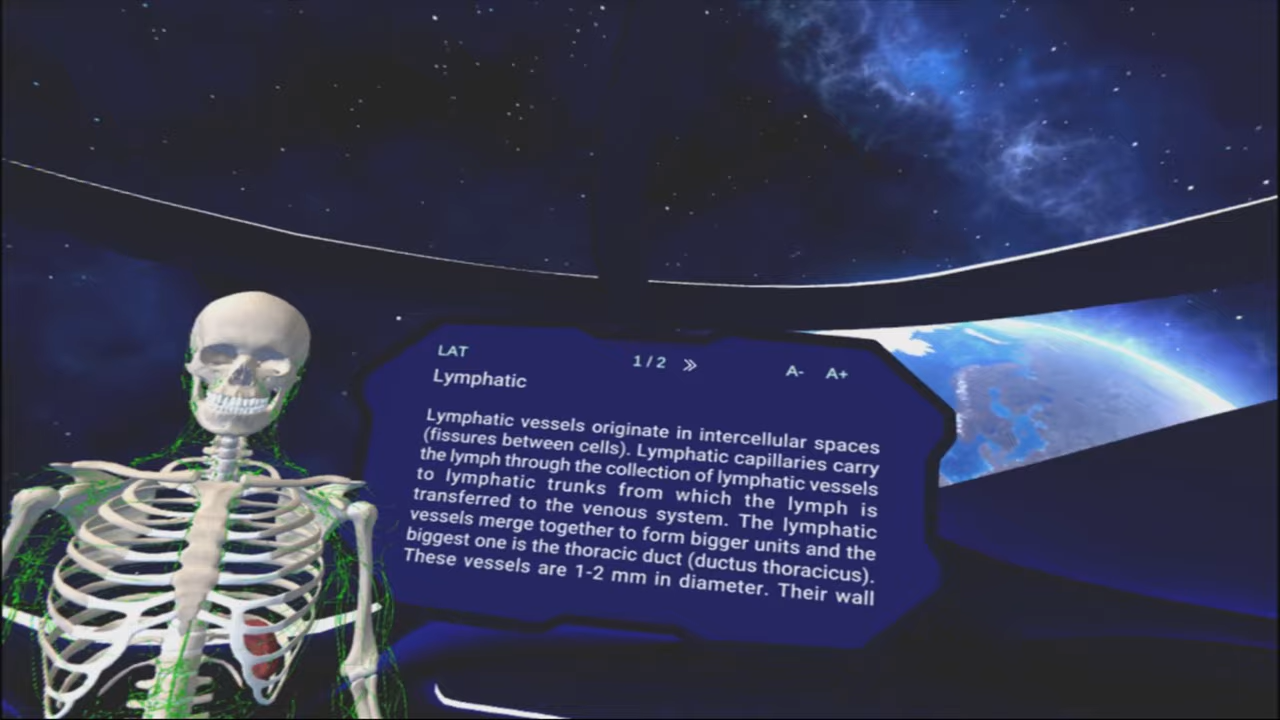 LAT
1 / 2 »
A- A+
Lymphatic
Lymphatic vessels originate in intercellular spaces
(fissures between cells). Lymphatic capillaries carry
the lymph through the collection of lymphatic vessels
to lymphatic trunks from which the lymph is
transferred to the venous system. The lymphatic
vessels merge together to form bigger units and the
biggest one is the thoracic duct (ductus thoracicus).
These vessels are 1-2 mm in diameter. Their wall